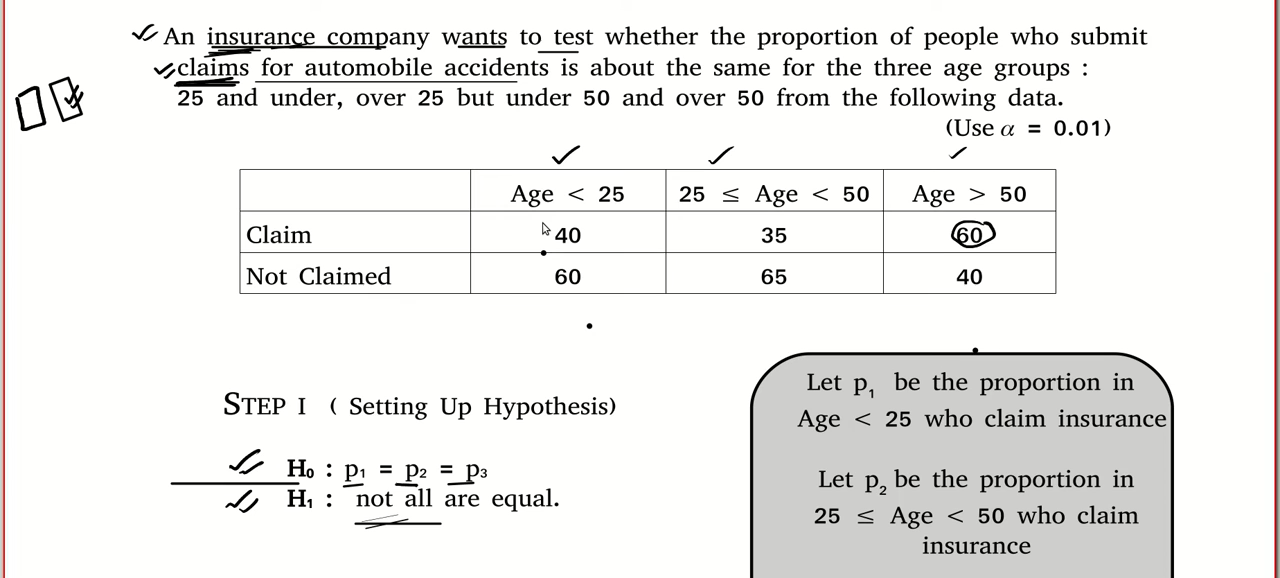 An insurance company wants to test whether the proportion of people who submit
claims for automobile accidents is about the same for the three age groups :
25 and under, over 25 but under 50 and over 50 from the following data.
(Use α = 0.01)
Age < 25 25 ≤ Age < 50 Age > 50
Claim 40 35 60
Not Claimed 60 65 40
STEP I ( Setting Up Hypothesis)
H₀ : p₁ = p₂ = p₃
H₁ : not all are equal.
Let p₁ be the proportion in
Age < 25 who claim insurance
Let p₂ be the proportion in
25 ≤ Age < 50 who claim
insurance